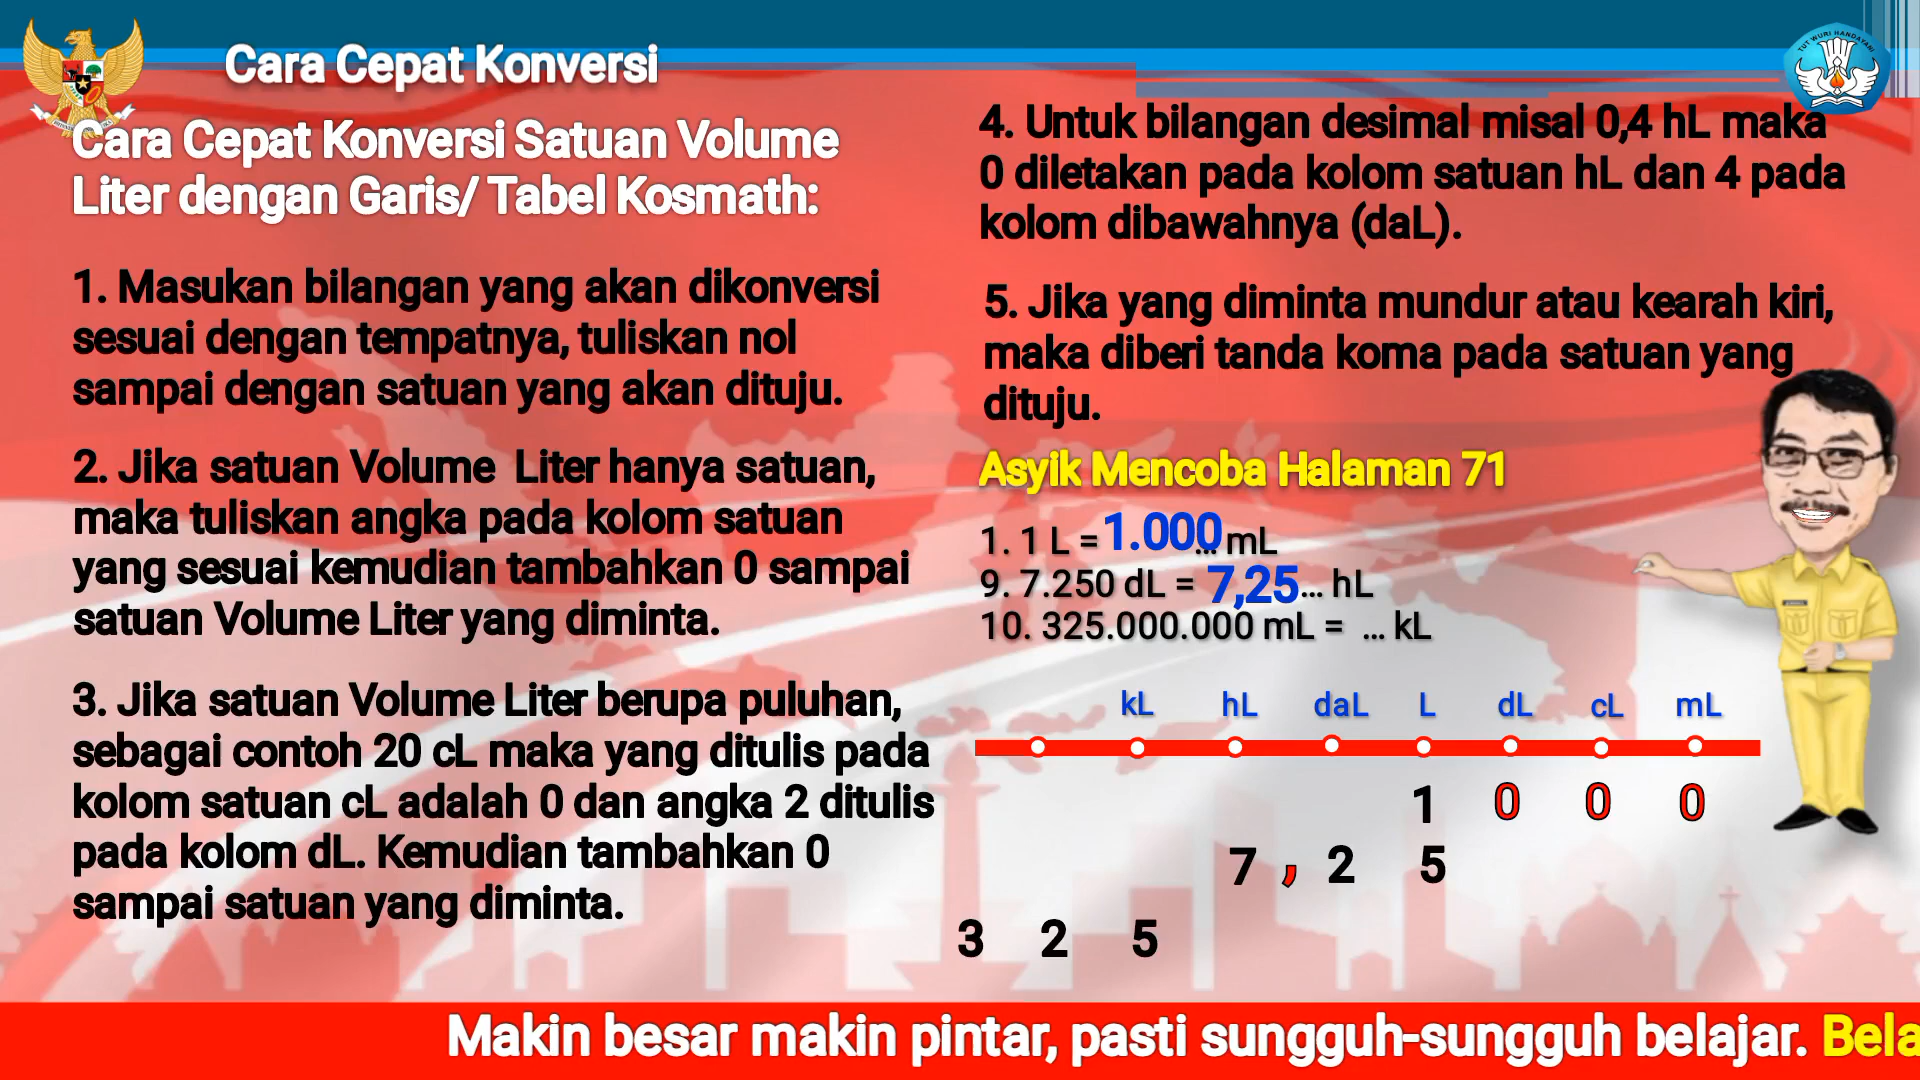 Cara Cepat Konversi
Cara Cepat Konversi Satuan Volume
Liter dengan Garis/ Tabel Kosmath:
1. Masukan bilangan yang akan dikonversi
sesuai dengan tempatnya, tuliskan nol
sampai dengan satuan yang akan dituju.
2. Jika satuan Volume Liter hanya satuan,
maka tuliskan angka pada kolom satuan
yang sesuai kemudian tambahkan 0 sampai
satuan Volume Liter yang diminta.
3. Jika satuan Volume Liter berupa puluhan,
sebagai contoh 20 cL maka yang ditulis pada
kolom satuan cL adalah 0 dan angka 2 ditulis
pada kolom dL. Kemudian tambahkan 0
sampai satuan yang diminta.
TUT WURI HANDAYANI
4. Untuk bilangan desimal misal 0,4 hL maka
0 diletakan pada kolom satuan hL dan 4 pada
kolom dibawahnya (daL).
5. Jika yang diminta mundur atau kearah kiri,
maka diberi tanda koma pada satuan yang
dituju.
Asyik Mencoba Halaman 71
1. 1 L = 1.000... mL
9. 7.250 dL = 7,25... hL
10. 325.000.000 mL = ... kL
kL hL daL L dL cL mL
1 0 0 0
7 , 2 5
3 2 5
Makin besar makin pintar, pasti sungguh-sungguh belajar. Bela